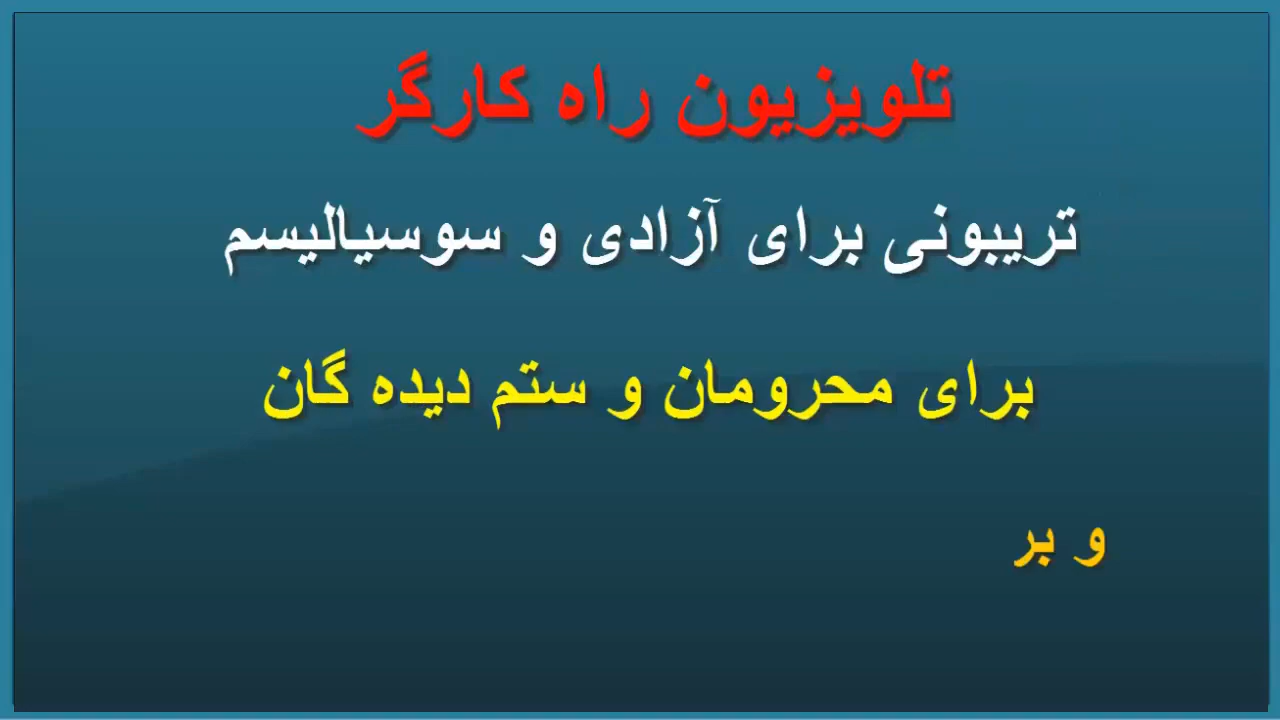 تلویزیون راه کارگر
تریبونی برای آزادی و سوسیالیسم
برای محرومان و ستم دیده گان
و بر